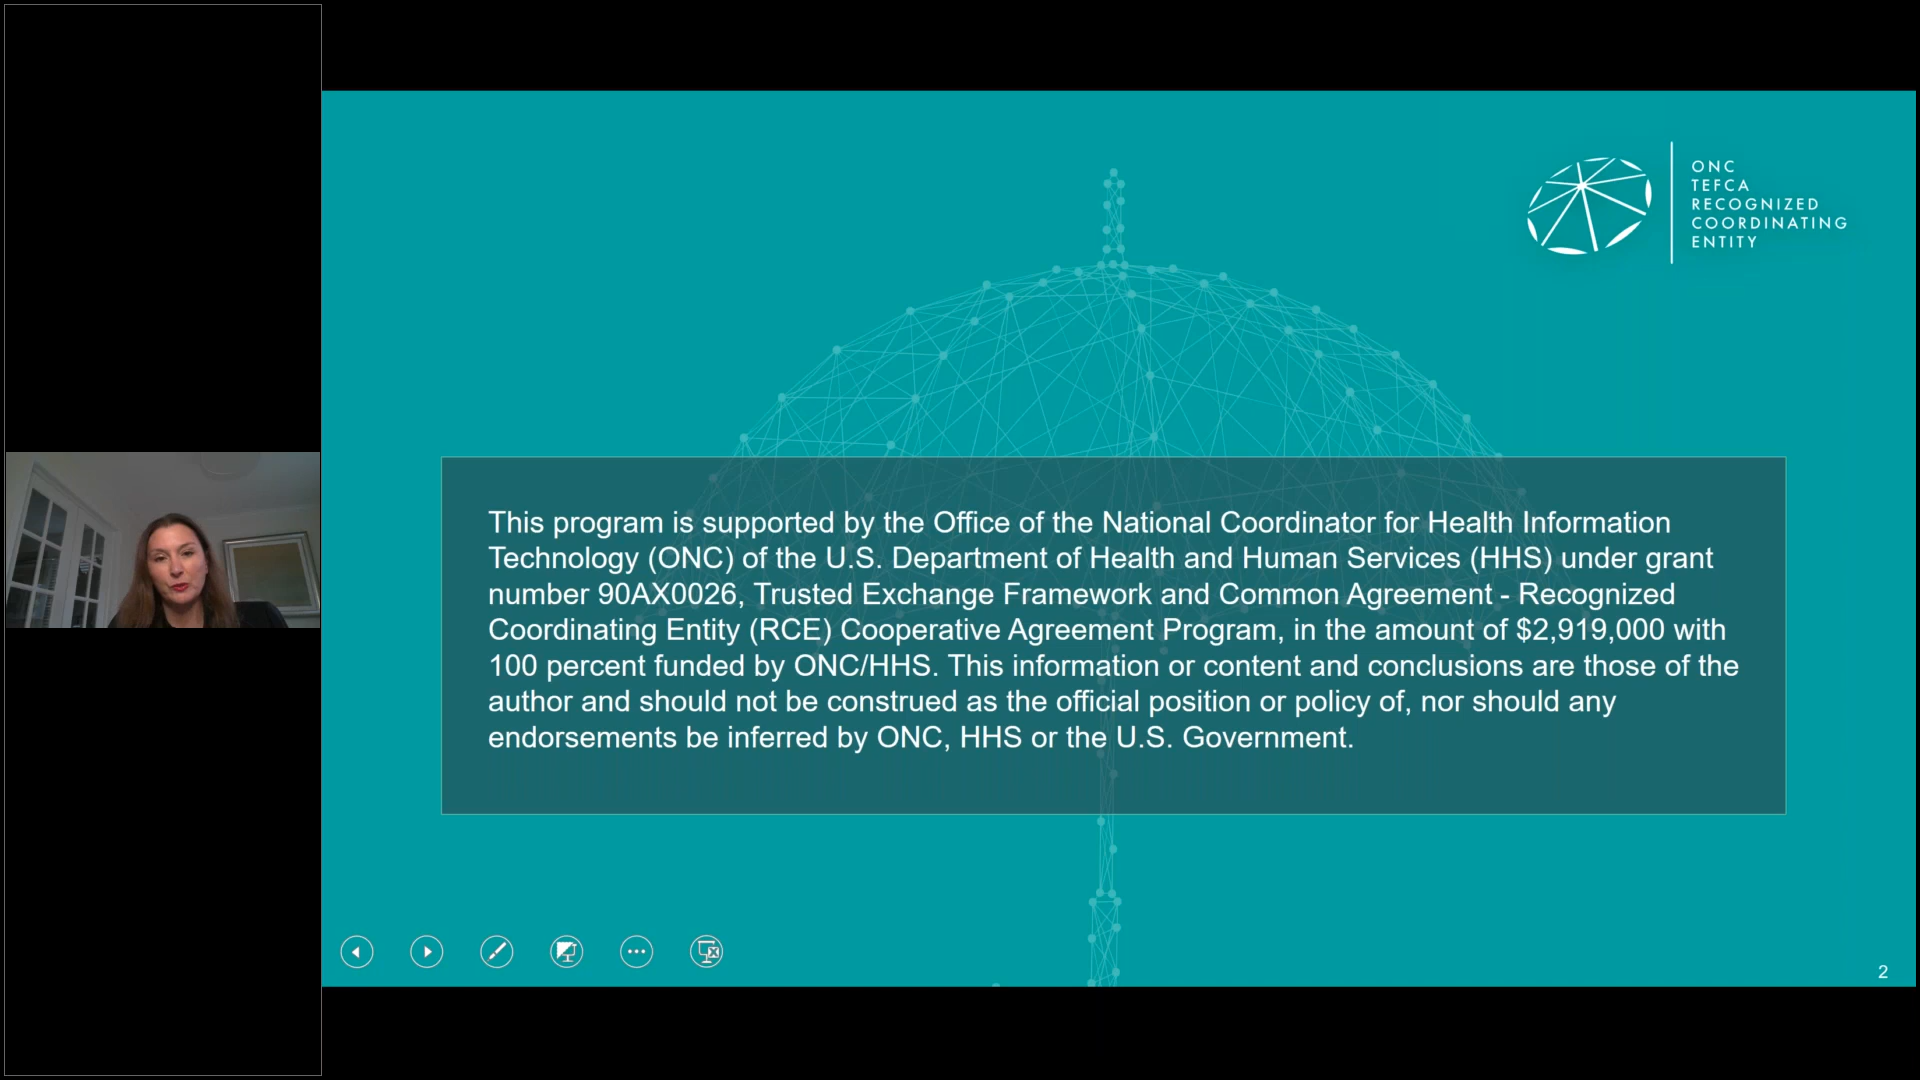 ONC
TEFCA
RECOGNIZED
COORDINATING
ENTITY
This program is supported by the Office of the National Coordinator for Health Information
Technology (ONC) of the U.S. Department of Health and Human Services (HHS) under grant
number 90AX0026, Trusted Exchange Framework and Common Agreement - Recognized
Coordinating Entity (RCE) Cooperative Agreement Program, in the amount of $2,919,000 with
100 percent funded by ONC/HHS. This information or content and conclusions are those of the
author and should not be construed as the official position or policy of, nor should any
endorsements be inferred by ONC, HHS or the U.S. Government.
2